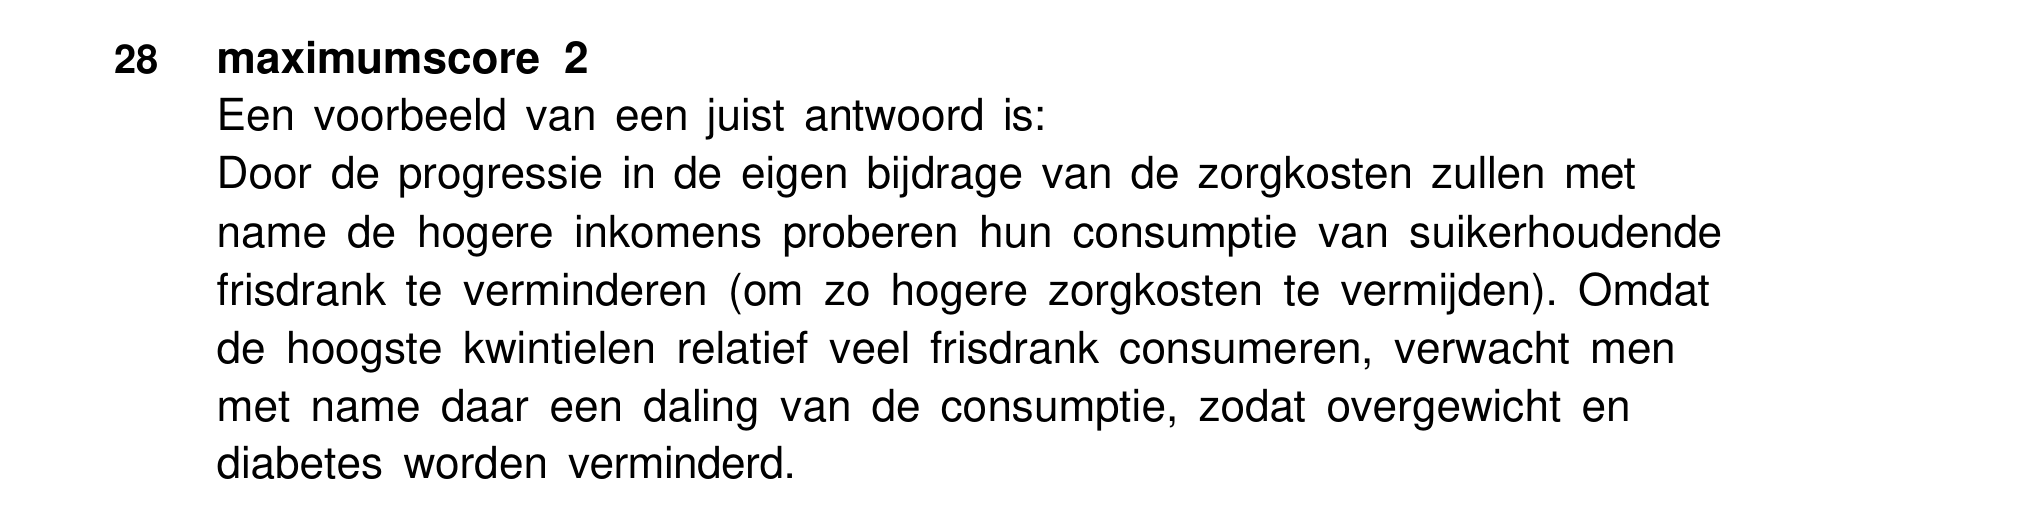 28 maximumscore 2
Een voorbeeld van een juist antwoord is:
Door de progressie in de eigen bijdrage van de zorgkosten zullen met
name de hogere inkomens proberen hun consumptie van suikerhoudende
frisdrank te verminderen (om zo hogere zorgkosten te vermijden). Omdat
de hoogste kwintielen relatief veel frisdrank consumeren, verwacht men
met name daar een daling van de consumptie, zodat overgewicht en
diabetes worden verminderd.